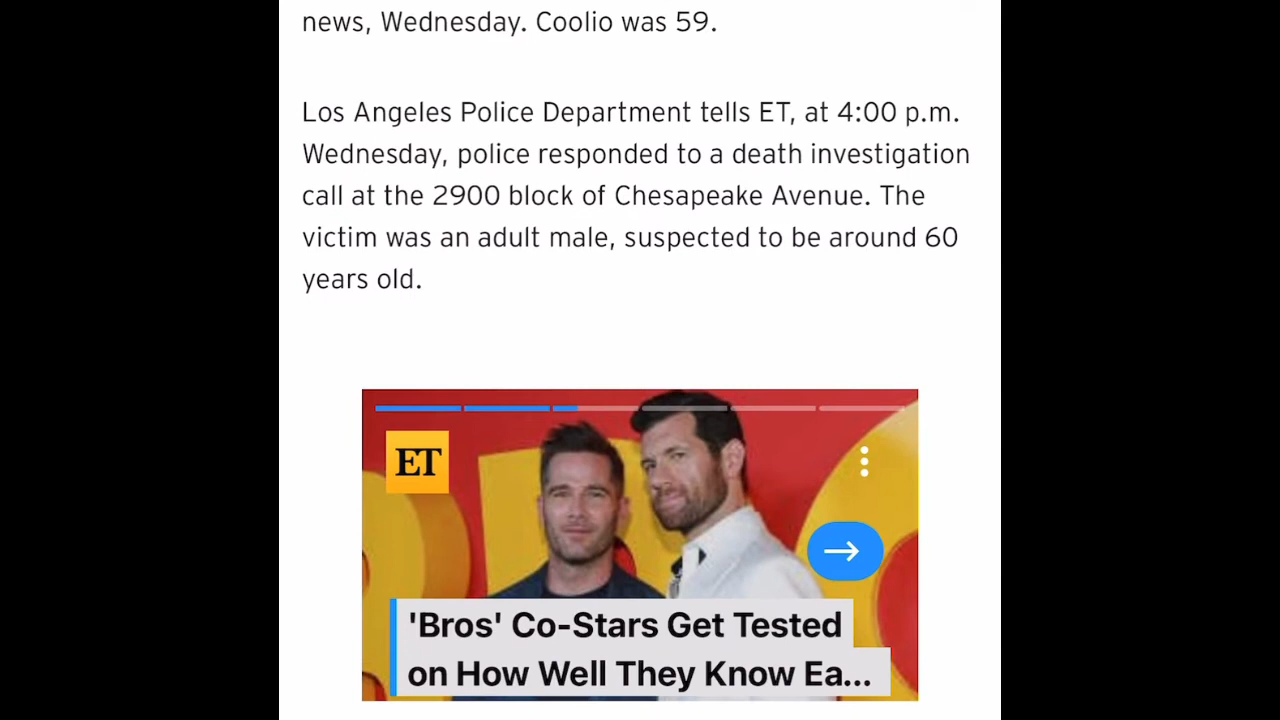 news, Wednesday. Coolio was 59.
Los Angeles Police Department tells ET, at 4:00 p.m.
Wednesday, police responded to a death investigation
call at the 2900 block of Chesapeake Avenue. The
victim was an adult male, suspected to be around 60
years old.
ET
'Bros' Co-Stars Get Tested
on How Well They Know Ea...